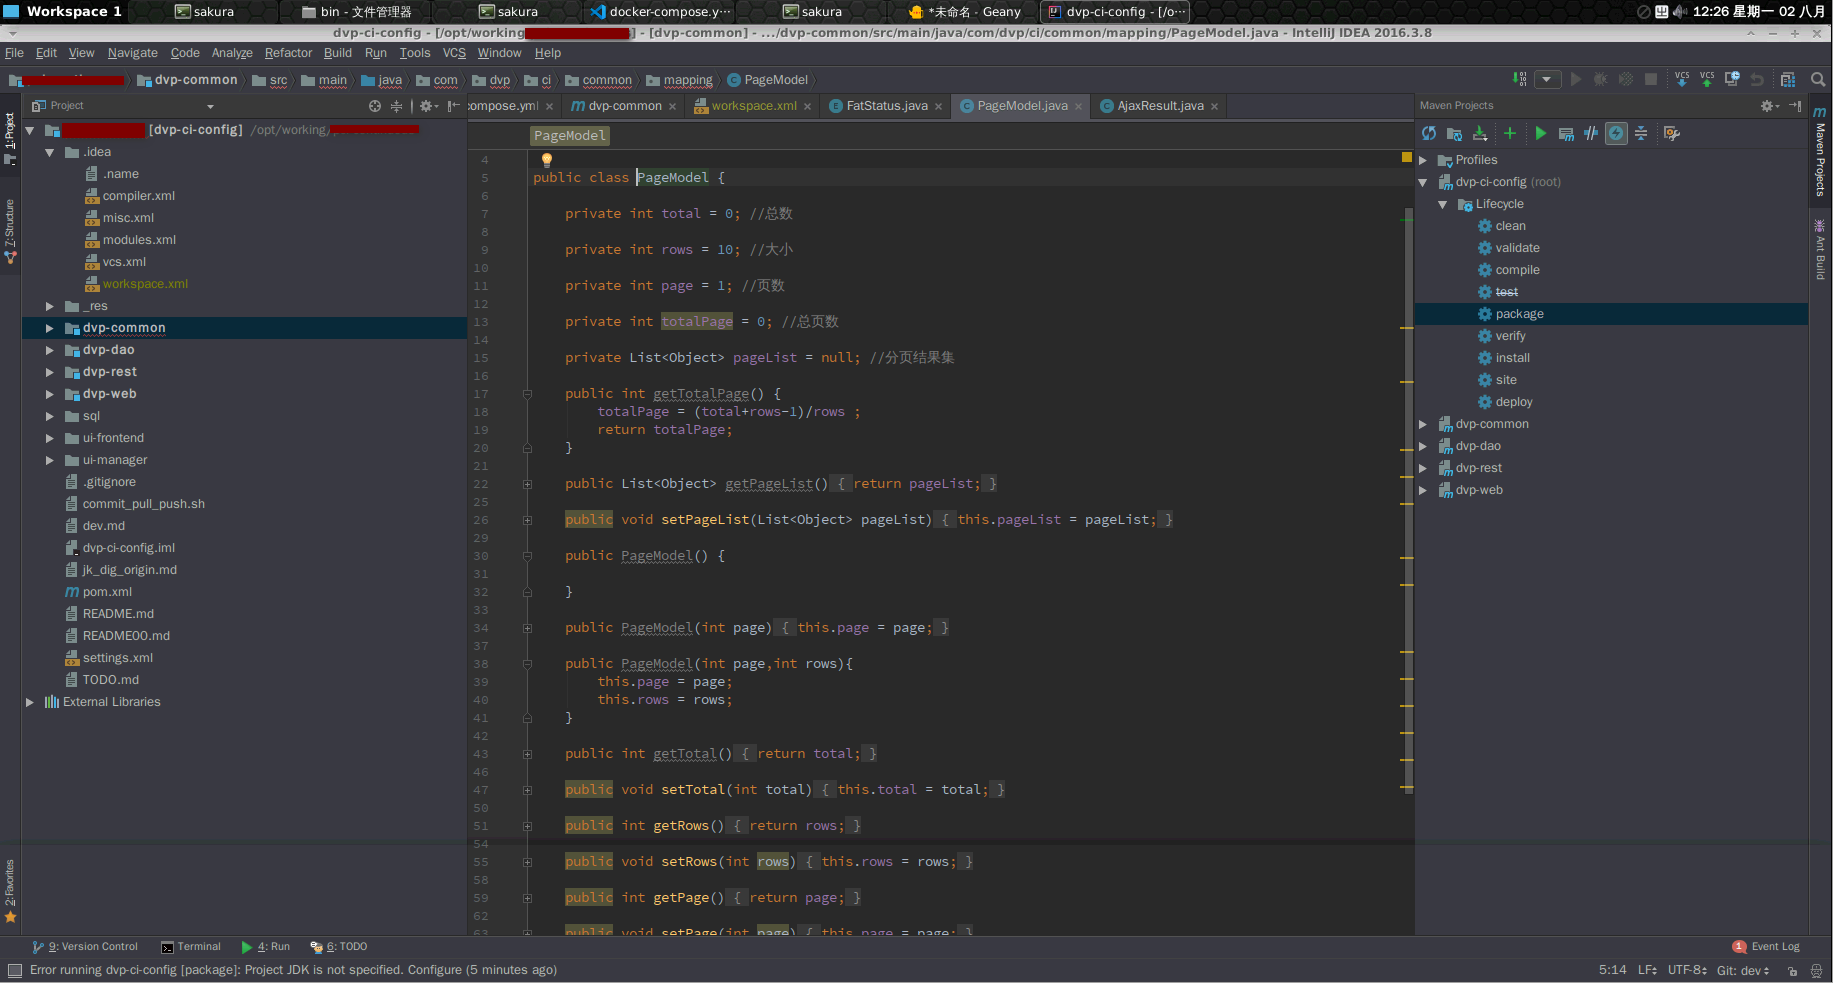 Workspace 1
sakura
bin - 文件管理器
sakura
docker-compose.y···
sakura
*未命名 - Geany
dvp-ci-config - [/o···
12:26 星期一 02 八月
dvp-ci-config - [/opt/working
] - [dvp-common] - .../dvp-common/src/main/java/com/dvp/ci/common/mapping/PageModel.java - IntelliJ IDEA 2016.3.8
File Edit View Navigate Code Analyze Refactor Build Run Tools VCS Window Help
dvp-common src main java com dvp ci common mapping PageModel
VCS VCS
Project
compose.yml
dvp-common
workspace.xml
FatStatus.java
PageModel.java
AjaxResult.java
Maven Projects
1: Project
7: Structure
2: Favorites
[dvp-ci-config] /opt/working/
.idea
.name
compiler.xml
misc.xml
modules.xml
vcs.xml
workspace.xml
_res
dvp-common
dvp-dao
dvp-rest
dvp-web
sql
ui-frontend
ui-manager
.gitignore
commit_pull_push.sh
dev.md
dvp-ci-config.iml
jk_dig_origin.md
pom.xml
README.md
README00.md
settings.xml
TODO.md
External Libraries
PageModel
4
5 public class PageModel {
6
7 private int total = 0; //总数
8
9 private int rows = 10; //大小
10
11 private int page = 1; //页数
12
13 private int totalPage = 0; //总页数
14
15 private List<Object> pageList = null; //分页结果集
16
17 public int getTotalPage() {
18 totalPage = (total+rows-1)/rows ;
19 return totalPage;
20 }
21
22 public List<Object> getPageList() { return pageList; }
25
26 public void setPageList(List<Object> pageList) { this.pageList = pageList; }
29
30 public PageModel() {
31
32 }
33
34 public PageModel(int page) { this.page = page; }
37
38 public PageModel(int page,int rows){
39 this.page = page;
40 this.rows = rows;
41 }
42
43 public int getTotal() { return total; }
46
47 public void setTotal(int total) { this.total = total; }
50
51 public int getRows() { return rows; }
54
55 public void setRows(int rows) { this.rows = rows; }
58
59 public int getPage() { return page; }
62
63 public void setPage(int page) { this.page = page; }
Profiles
dvp-ci-config (root)
Lifecycle
clean
validate
compile
test
package
verify
install
site
deploy
dvp-common
dvp-dao
dvp-rest
dvp-web
Maven Projects
Ant Build
9: Version Control
Terminal
4: Run
6: TODO
1 Event Log
Error running dvp-ci-config [package]: Project JDK is not specified. Configure (5 minutes ago)
5:14 LF UTF-8 Git: dev